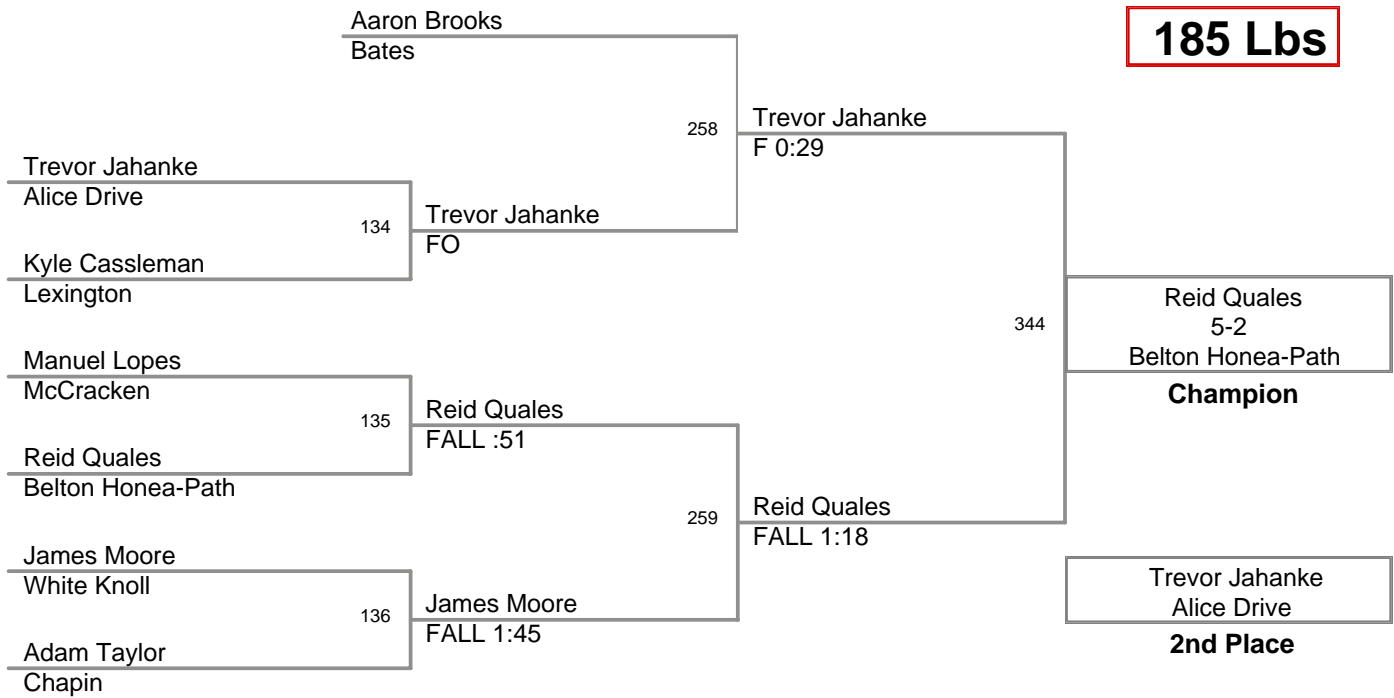 Aaron Brooks
Bates
185 Lbs
258
Trevor Jahanke
F 0:29
Trevor Jahanke
Alice Drive
134
Trevor Jahanke
FO
Kyle Cassleman
Lexington
344
Reid Quales
5-2
Belton Honea-Path
Champion
Manuel Lopes
McCracken
135
Reid Quales
FALL :51
Reid Quales
Belton Honea-Path
259
Reid Quales
FALL 1:18
James Moore
White Knoll
136
James Moore
FALL 1:45
Adam Taylor
Chapin
Trevor Jahanke
Alice Drive
2nd Place